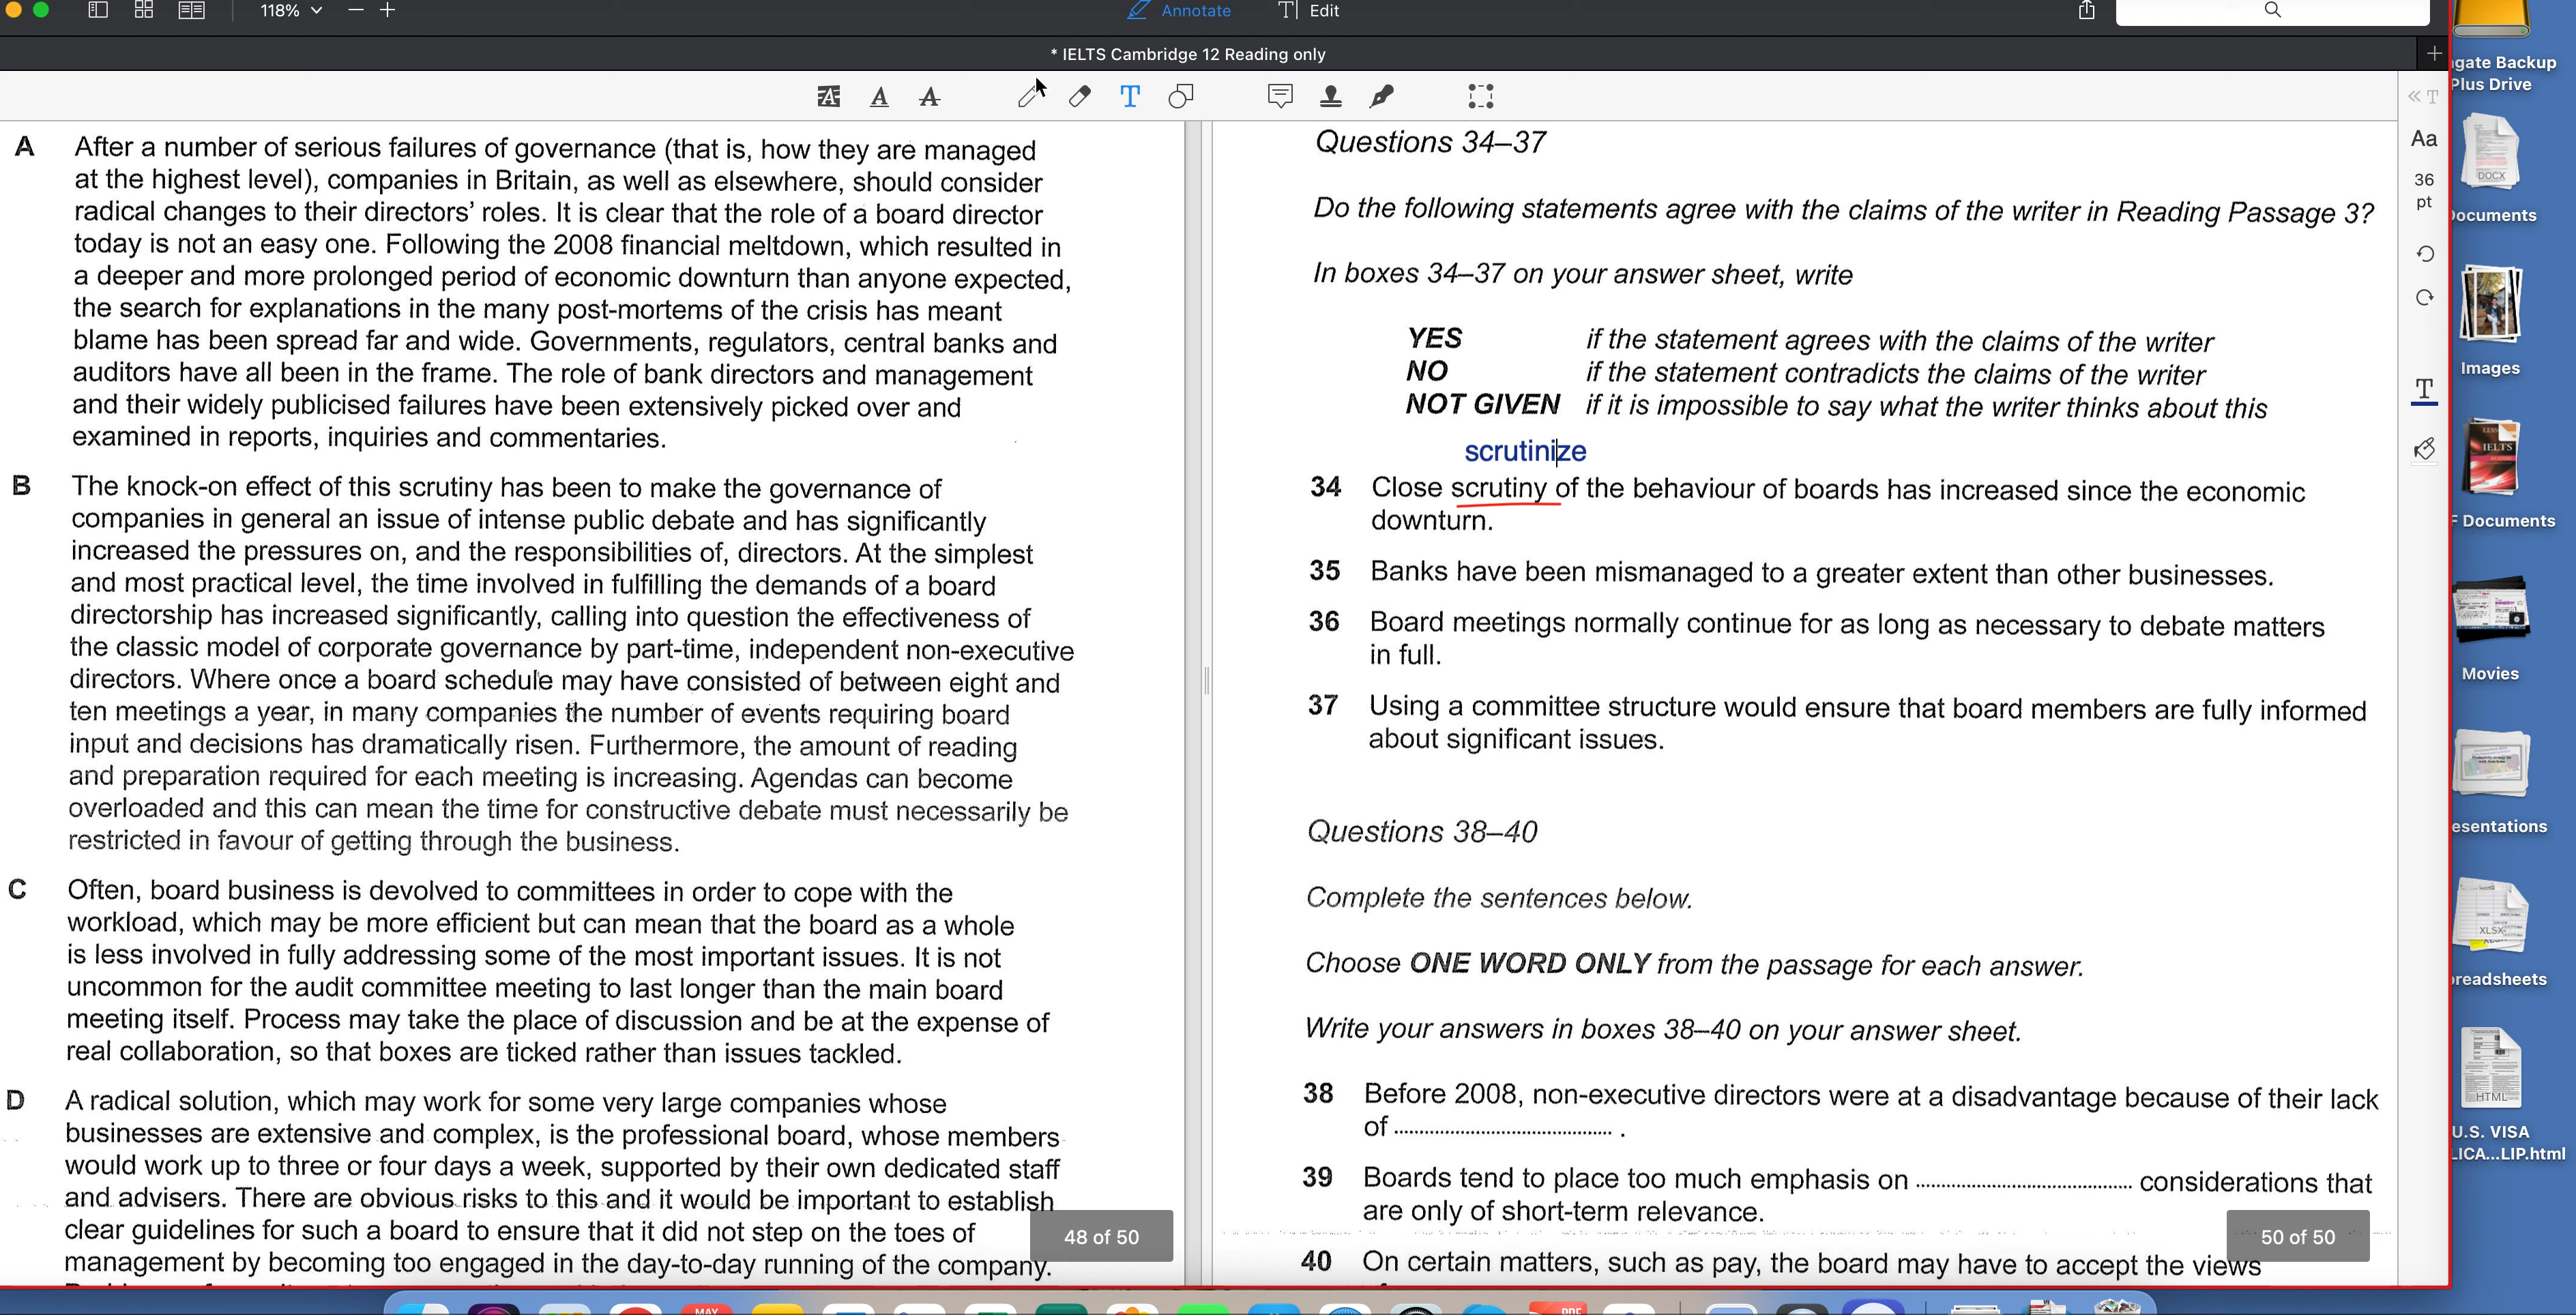 118%
Annotate
Edit
* IELTS Cambridge 12 Reading only
A After a number of serious failures of governance (that is, how they are managed
at the highest level), companies in Britain, as well as elsewhere, should consider
radical changes to their directors' roles. It is clear that the role of a board director
today is not an easy one. Following the 2008 financial meltdown, which resulted in
a deeper and more prolonged period of economic downturn than anyone expected,
the search for explanations in the many post-mortems of the crisis has meant
blame has been spread far and wide. Governments, regulators, central banks and
auditors have all been in the frame. The role of bank directors and management
and their widely publicised failures have been extensively picked over and
examined in reports, inquiries and commentaries.
B The knock-on effect of this scrutiny has been to make the governance of
companies in general an issue of intense public debate and has significantly
increased the pressures on, and the responsibilities of, directors. At the simplest
and most practical level, the time involved in fulfilling the demands of a board
directorship has increased significantly, calling into question the effectiveness of
the classic model of corporate governance by part-time, independent non-executive
directors. Where once a board schedule may have consisted of between eight and
ten meetings a year, in many companies the number of events requiring board
input and decisions has dramatically risen. Furthermore, the amount of reading
and preparation required for each meeting is increasing. Agendas can become
overloaded and this can mean the time for constructive debate must necessarily be
restricted in favour of getting through the business.
C Often, board business is devolved to committees in order to cope with the
workload, which may be more efficient but can mean that the board as a whole
is less involved in fully addressing some of the most important issues. It is not
uncommon for the audit committee meeting to last longer than the main board
meeting itself. Process may take the place of discussion and be at the expense of
real collaboration, so that boxes are ticked rather than issues tackled.
D A radical solution, which may work for some very large companies whose
businesses are extensive and complex, is the professional board, whose members
would work up to three or four days a week, supported by their own dedicated staff
and advisers. There are obvious risks to this and it would be important to establish
clear guidelines for such a board to ensure that it did not step on the toes of
management by becoming too engaged in the day-to-day running of the company.
48 of 50
Questions 34–37
Do the following statements agree with the claims of the writer in Reading Passage 3?
In boxes 34–37 on your answer sheet, write
YES if the statement agrees with the claims of the writer
NO if the statement contradicts the claims of the writer
NOT GIVEN if it is impossible to say what the writer thinks about this
scrutinize
34 Close scrutiny of the behaviour of boards has increased since the economic
downturn.
35 Banks have been mismanaged to a greater extent than other businesses.
36 Board meetings normally continue for as long as necessary to debate matters
in full.
37 Using a committee structure would ensure that board members are fully informed
about significant issues.
Questions 38–40
Complete the sentences below.
Choose ONE WORD ONLY from the passage for each answer.
Write your answers in boxes 38–40 on your answer sheet.
38 Before 2008, non-executive directors were at a disadvantage because of their lack
of ........................................ .
39 Boards tend to place too much emphasis on ........................................ considerations that
are only of short-term relevance.
40 On certain matters, such as pay, the board may have to accept the views
50 of 50
Aa
36
pt
gate Backup
Plus Drive
DOCX
ocuments
Images
IELTS
F Documents
Movies
esentations
XLSX
readsheets
HTML
U.S. VISA
LICA...LIP.html
MAY
PDF